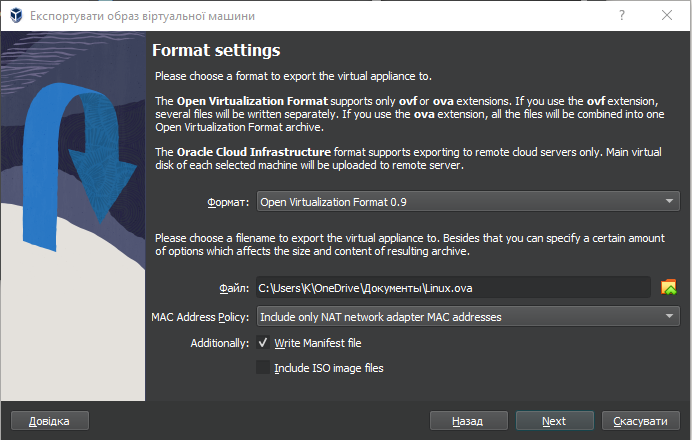 Експортувати образ віртуальної машини
Format settings
Please choose a format to export the virtual appliance to.
The Open Virtualization Format supports only ovf or ova extensions. If you use the ovf extension,
several files will be written separately. If you use the ova extension, all the files will be combined into one
Open Virtualization Format archive.
The Oracle Cloud Infrastructure format supports exporting to remote cloud servers only. Main virtual
disk of each selected machine will be uploaded to remote server.
Формат: Open Virtualization Format 0.9
Please choose a filename to export the virtual appliance to. Besides that you can specify a certain amount
of options which affects the size and content of resulting archive.
Файл: C:\Users\K\OneDrive\Документы\Linux.ova
MAC Address Policy: Include only NAT network adapter MAC addresses
Additionally: Write Manifest file
Include ISO image files
Довідка Назад Next Скасувати